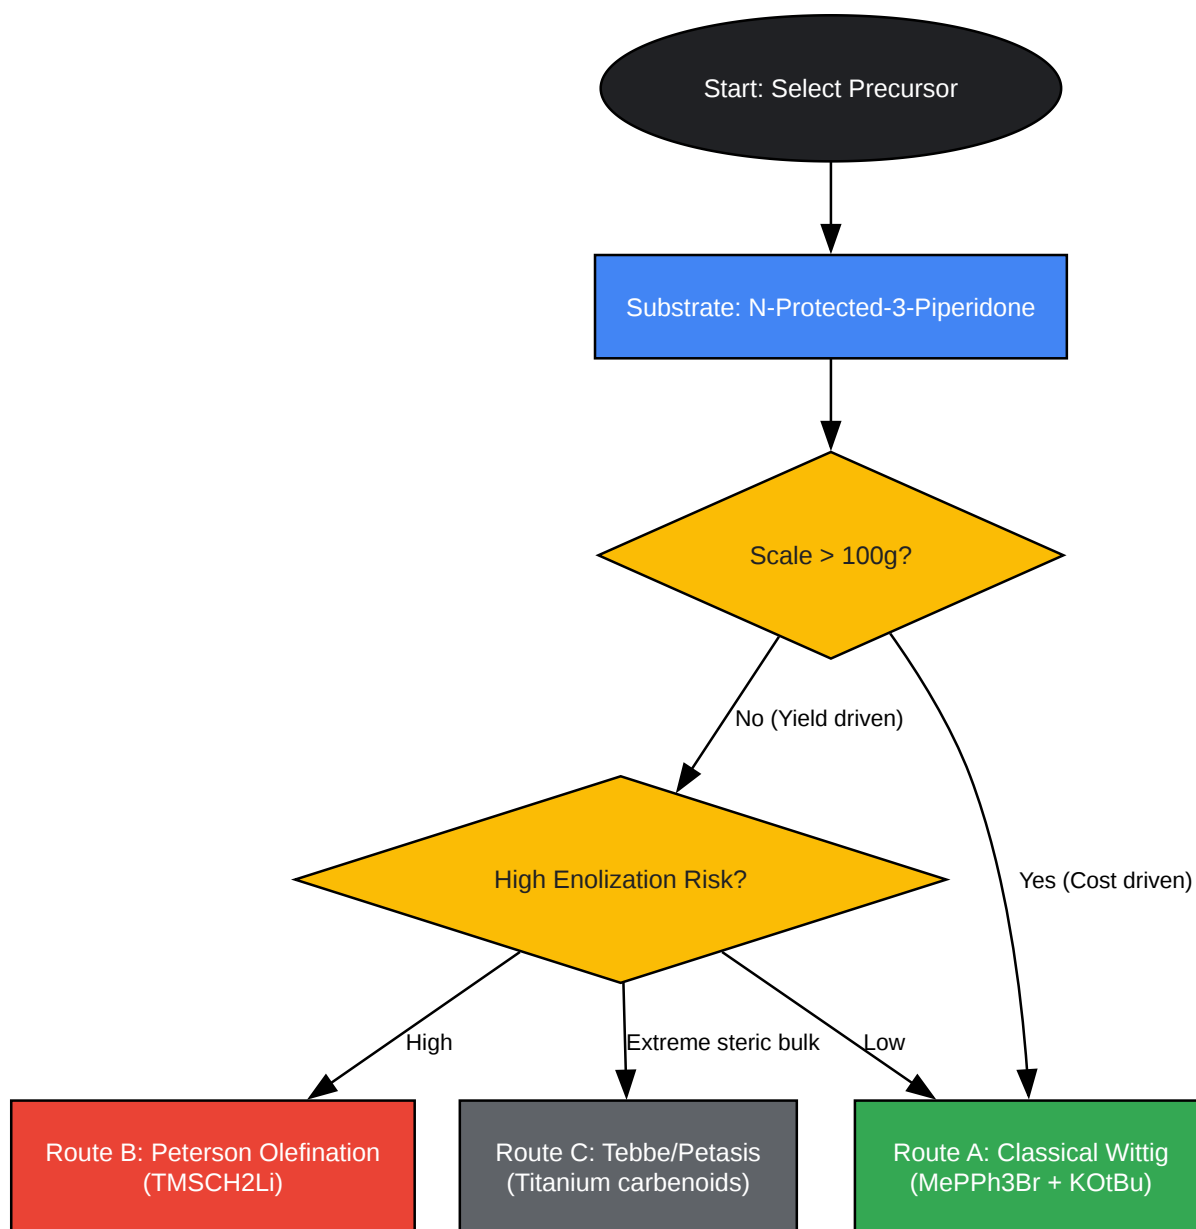 Start: Select Precursor
Substrate: N-Protected-3-Piperidone
Scale > 100g?
No (Yield driven)
High Enolization Risk?
Yes (Cost driven)
High
Extreme steric bulk
Low
Route B: Peterson Olefination
(TMSCH2Li)
Route C: Tebbe/Petasis
(Titanium carbenoids)
Route A: Classical Wittig
(MePPh3Br + KOtBu)